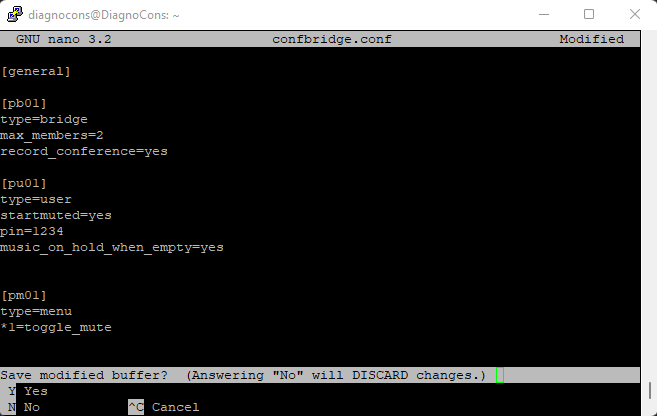 diagnocons@DiagnoCons: ~
GNU nano 3.2 confbridge.conf Modified
[general]
[pb01]
type=bridge
max_members=2
record_conference=yes
[pu01]
type=user
startmuted=yes
pin=1234
music_on_hold_when_empty=yes
[pm01]
type=menu
*1=toggle_mute
Save modified buffer? (Answering "No" will DISCARD changes.)
Y Yes
N No ^C Cancel